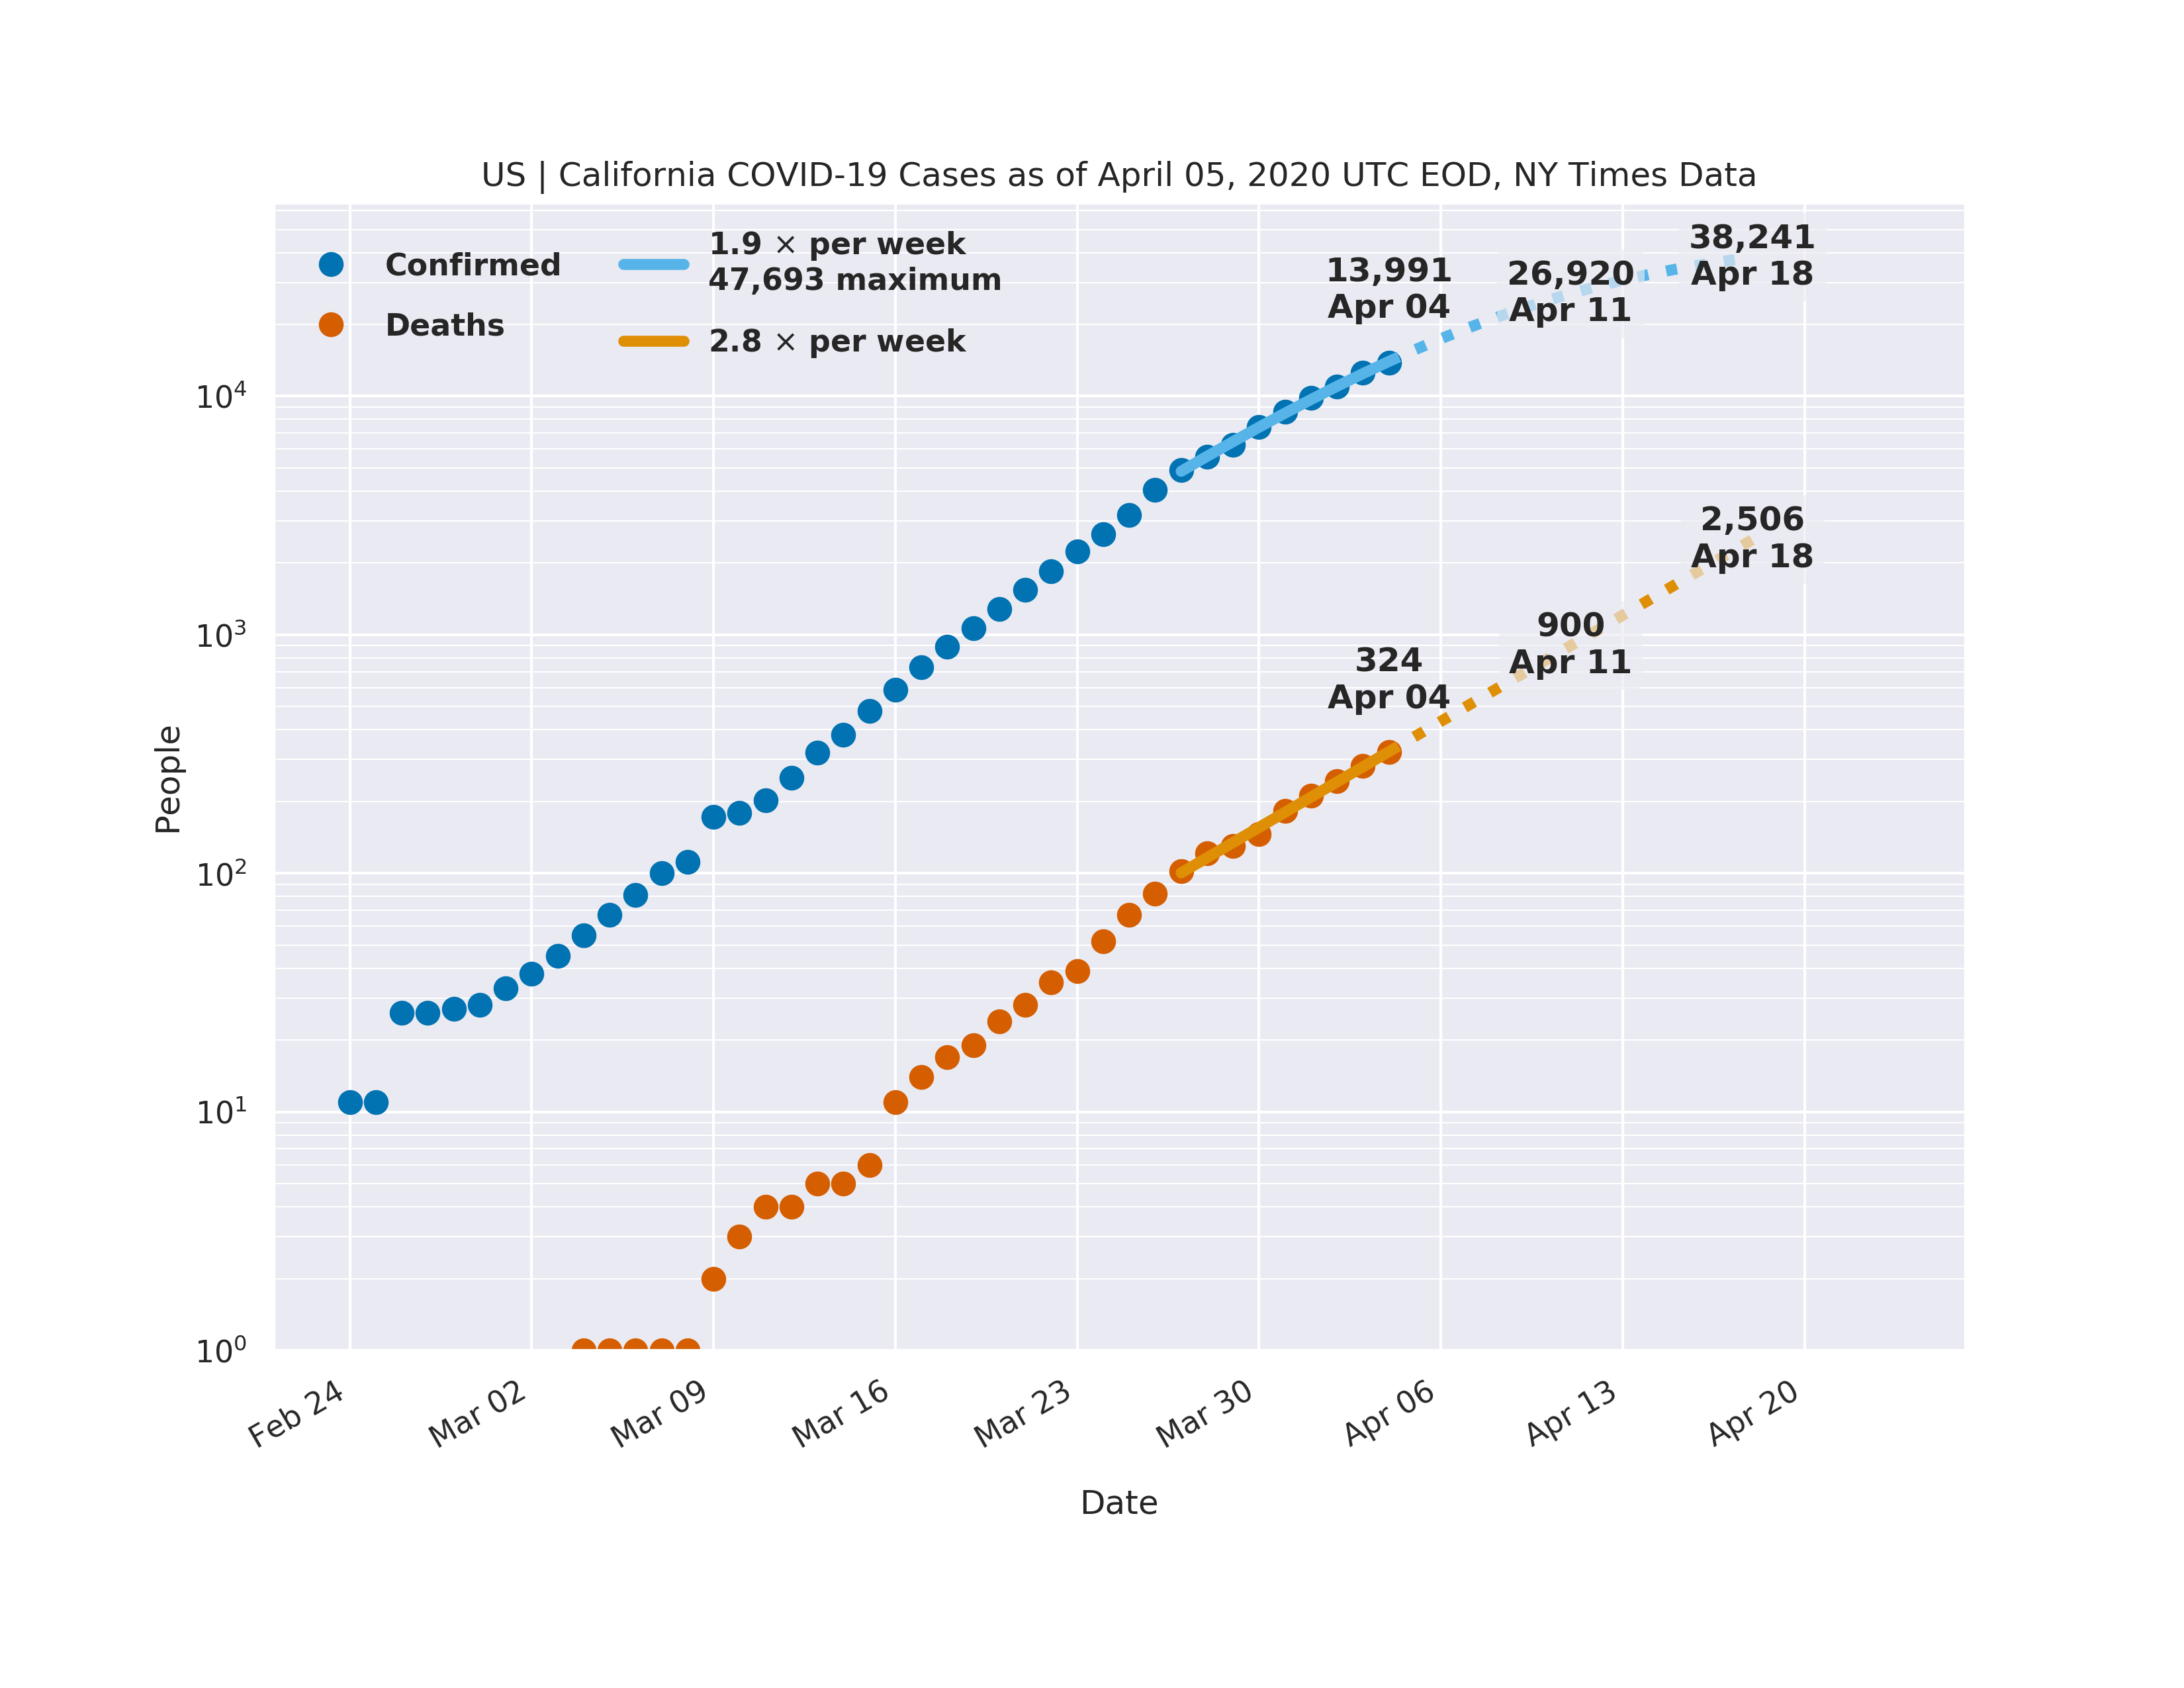 US | California COVID-19 Cases as of April 05, 2020 UTC EOD, NY Times Data
Confirmed
Deaths
1.9 × per week
47,693 maximum
2.8 × per week
13,991
Apr 04
26,920
Apr 11
38,241
Apr 18
324
Apr 04
900
Apr 11
2,506
Apr 18
People
10⁴
10³
10²
10¹
10⁰
Feb 24
Mar 02
Mar 09
Mar 16
Mar 23
Mar 30
Apr 06
Apr 13
Apr 20
Date